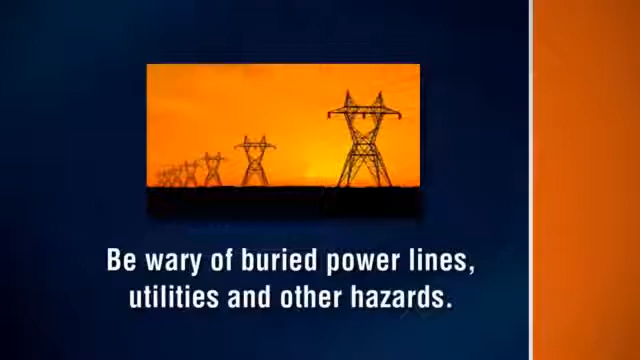 Be wary of buried power lines,
utilities and other hazards.